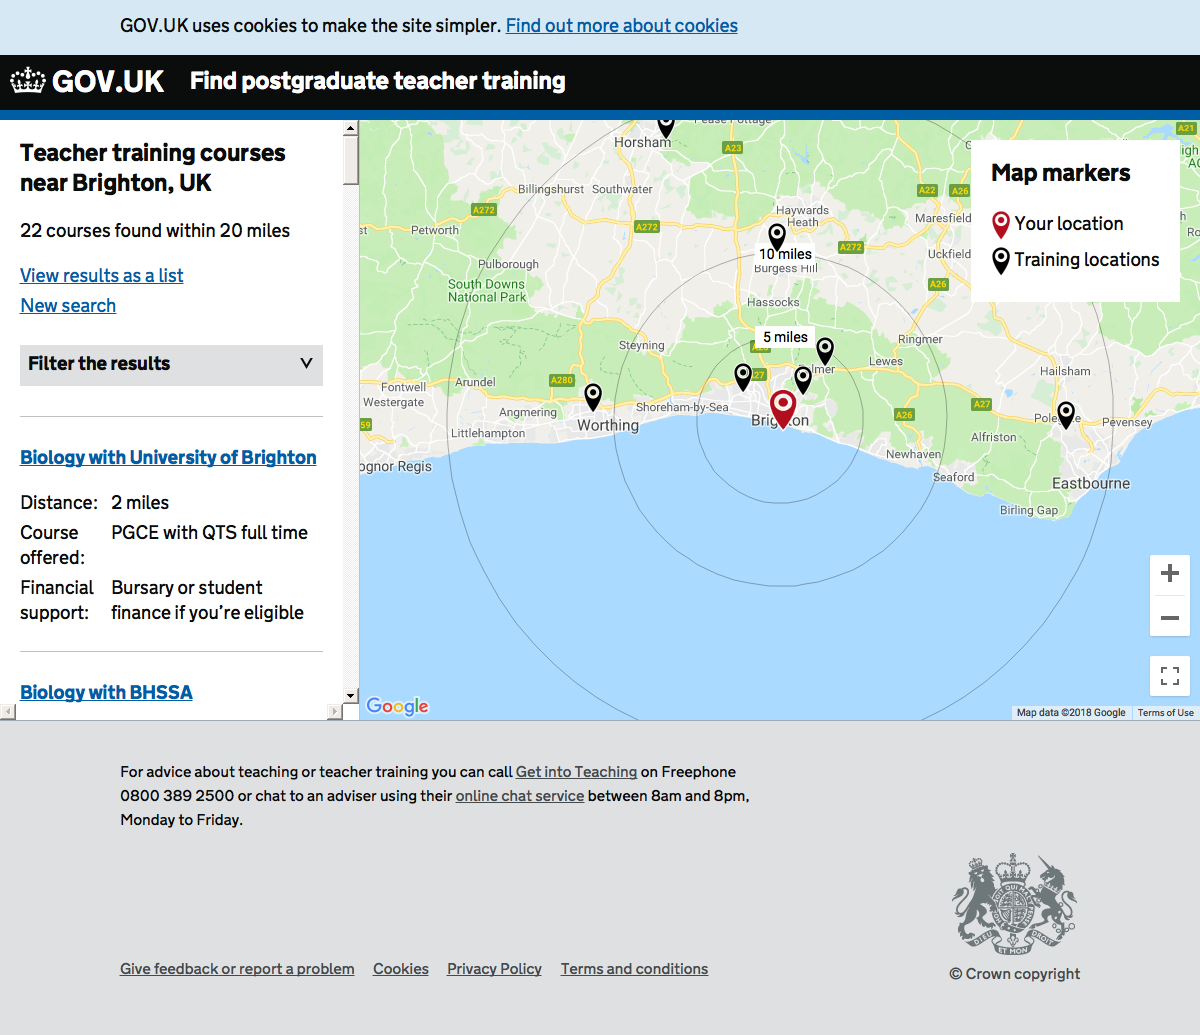 GOV.UK uses cookies to make the site simpler. Find out more about cookies
GOV.UK Find postgraduate teacher training
Teacher training courses
near Brighton, UK
22 courses found within 20 miles
View results as a list
New search
Filter the results
Biology with University of Brighton
Distance: 2 miles
Course offered: PGCE with QTS full time
Financial support: Bursary or student finance if you’re eligible
Biology with BHSSA
Pease Pottage
Horsham
A23
A21
Billingshurst
Southwater
A22
A26
A272
Haywards Heath
Maresfield
Petworth
A272
A272
Uckfield
10 miles
Pulborough
Burgess Hill
South Downs National Park
A26
Hassocks
5 miles
Steyning
Ringmer
Lewes
Hailsham
Fontwell
Westergate
Arundel
A280
Angmering
Shoreham-by-Sea
A27
A26
Pevensey
Littlehampton
Worthing
Alfriston
Newhaven
Seaford
Eastbourne
Birling Gap
Map markers
Your location
Training locations
Google
Map data ©2018 Google
Terms of Use
For advice about teaching or teacher training you can call Get into Teaching on Freephone
0800 389 2500 or chat to an adviser using their online chat service between 8am and 8pm,
Monday to Friday.
Give feedback or report a problem Cookies Privacy Policy Terms and conditions
© Crown copyright